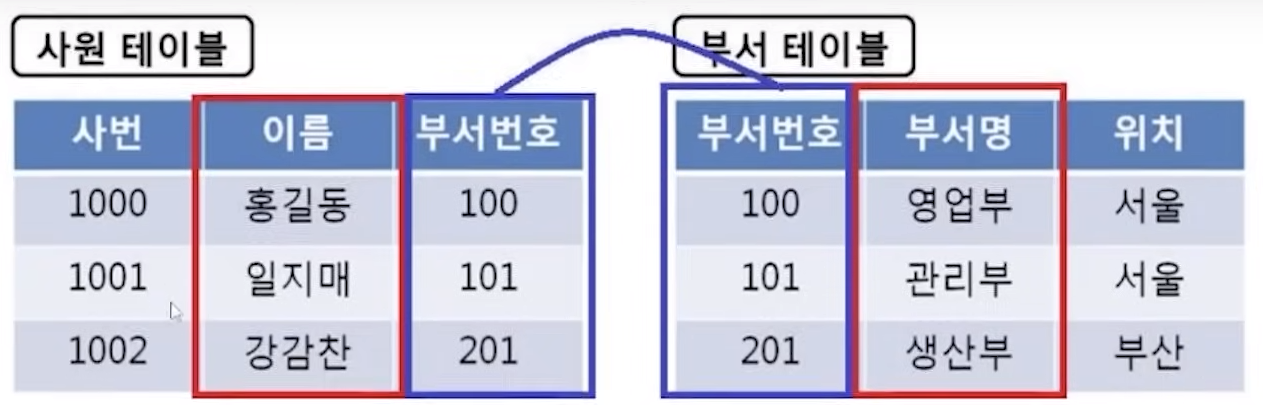 사원 테이블
사번 이름 부서번호
1000 홍길동 100
1001 일지매 101
1002 강감찬 201
부서 테이블
부서번호 부서명 위치
100 영업부 서울
101 관리부 서울
201 생산부 부산